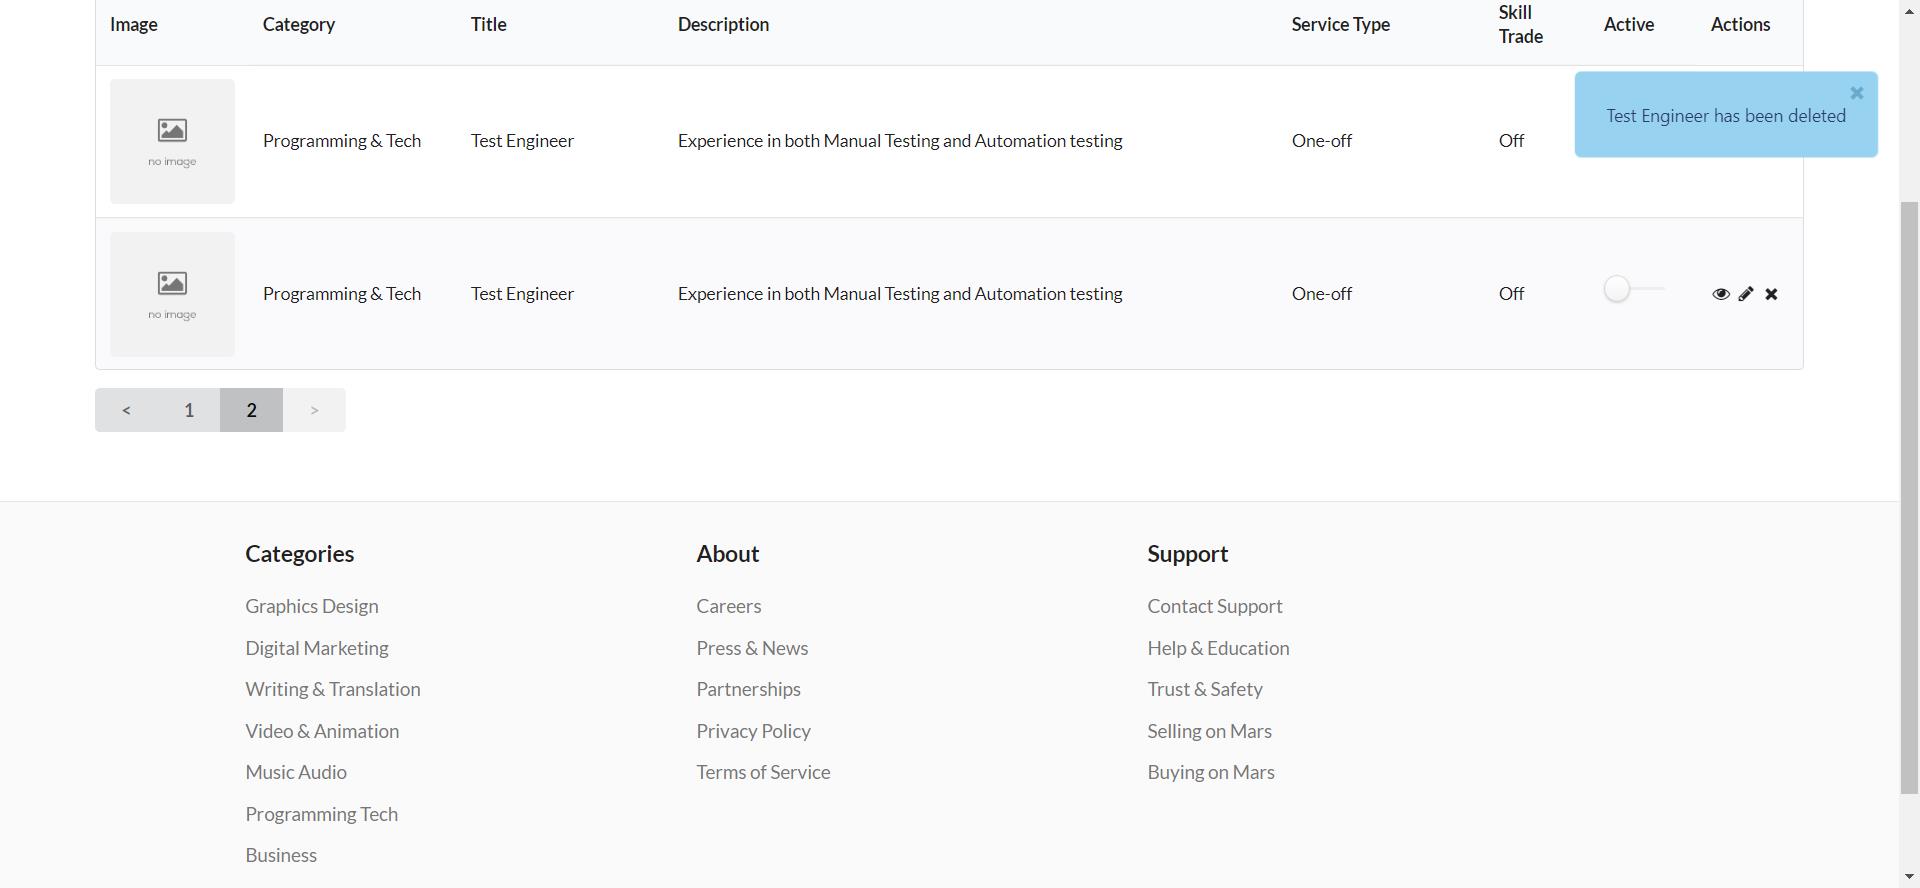 Image Category Title Description Service Type Skill Trade Active Actions
no image Programming & Tech Test Engineer Experience in both Manual Testing and Automation testing One-off Off
Test Engineer has been deleted
no image Programming & Tech Test Engineer Experience in both Manual Testing and Automation testing One-off Off
< 1 2 >
Categories
Graphics Design
Digital Marketing
Writing & Translation
Video & Animation
Music Audio
Programming Tech
Business
About
Careers
Press & News
Partnerships
Privacy Policy
Terms of Service
Support
Contact Support
Help & Education
Trust & Safety
Selling on Mars
Buying on Mars